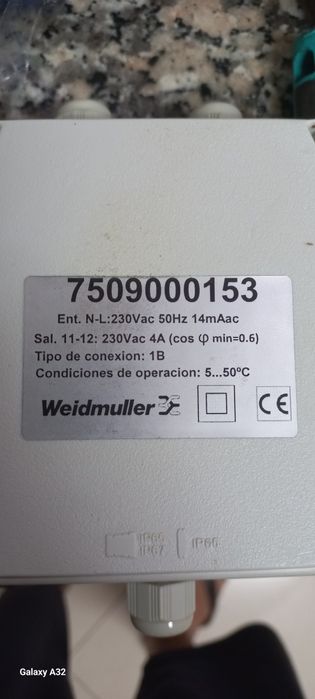 7509000153
Ent. N-L:230Vac 50Hz 14mAac
Sal. 11-12: 230Vac 4A (cos φ min=0.6)
Tipo de conexion: 1B
Condiciones de operacion: 5...50ºC
Weidmuller
CE
IP65
IP67
IP66
Galaxy A32